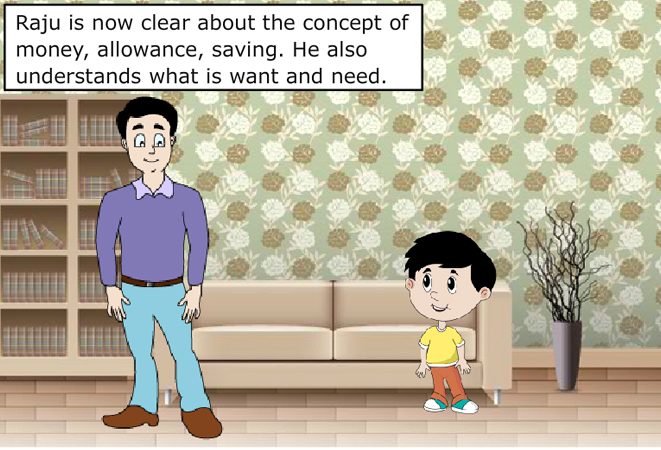 Raju is now clear about the concept of
money, allowance, saving. He also
understands what is want and need.